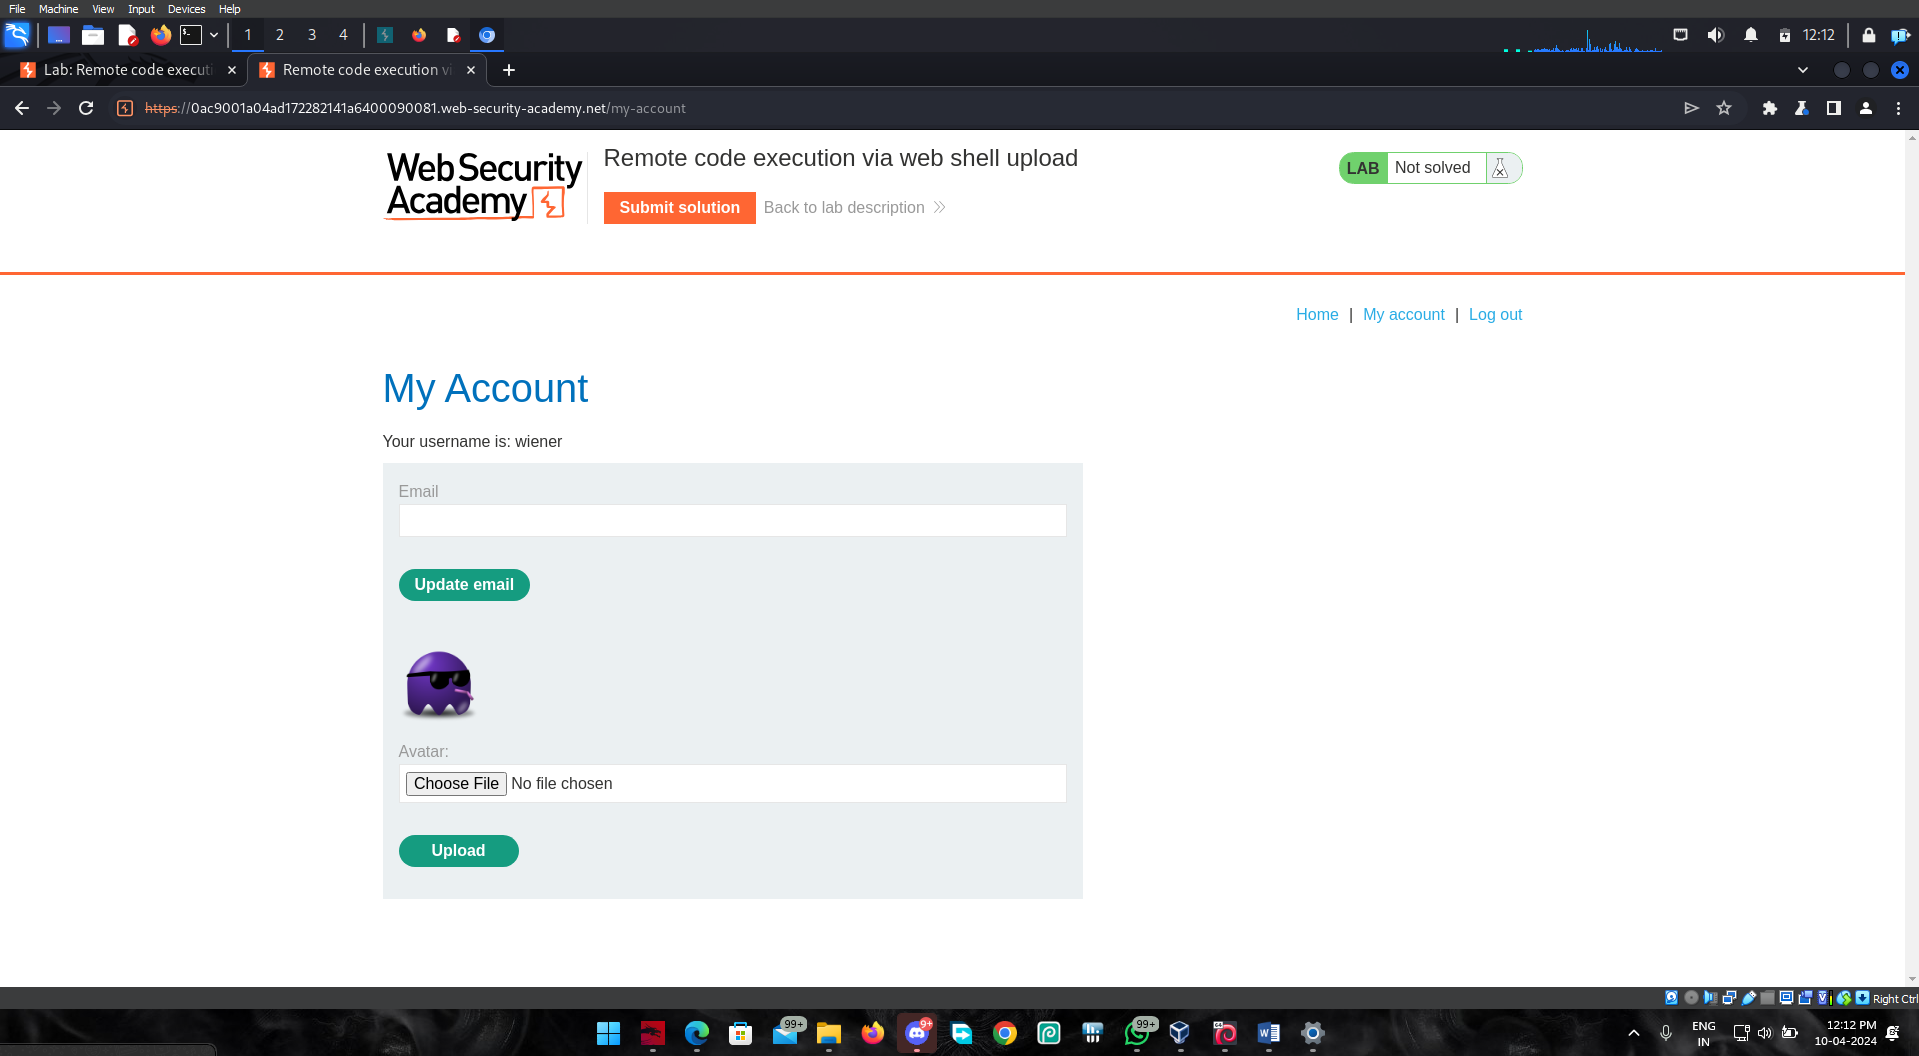 File Machine View Input Devices Help
1 2 3 4 12:12
Lab: Remote code executi Remote code execution vi
https://0ac9001a04ad172282141a6400090081.web-security-academy.net/my-account
Web Security
Academy
Remote code execution via web shell upload
Submit solution Back to lab description
LAB Not solved
Home | My account | Log out
My Account
Your username is: wiener
Email
Update email
Avatar:
Choose File No file chosen
Upload
Right Ctrl
99+ 9+ 99+
ENG
IN
12:12 PM
10-04-2024